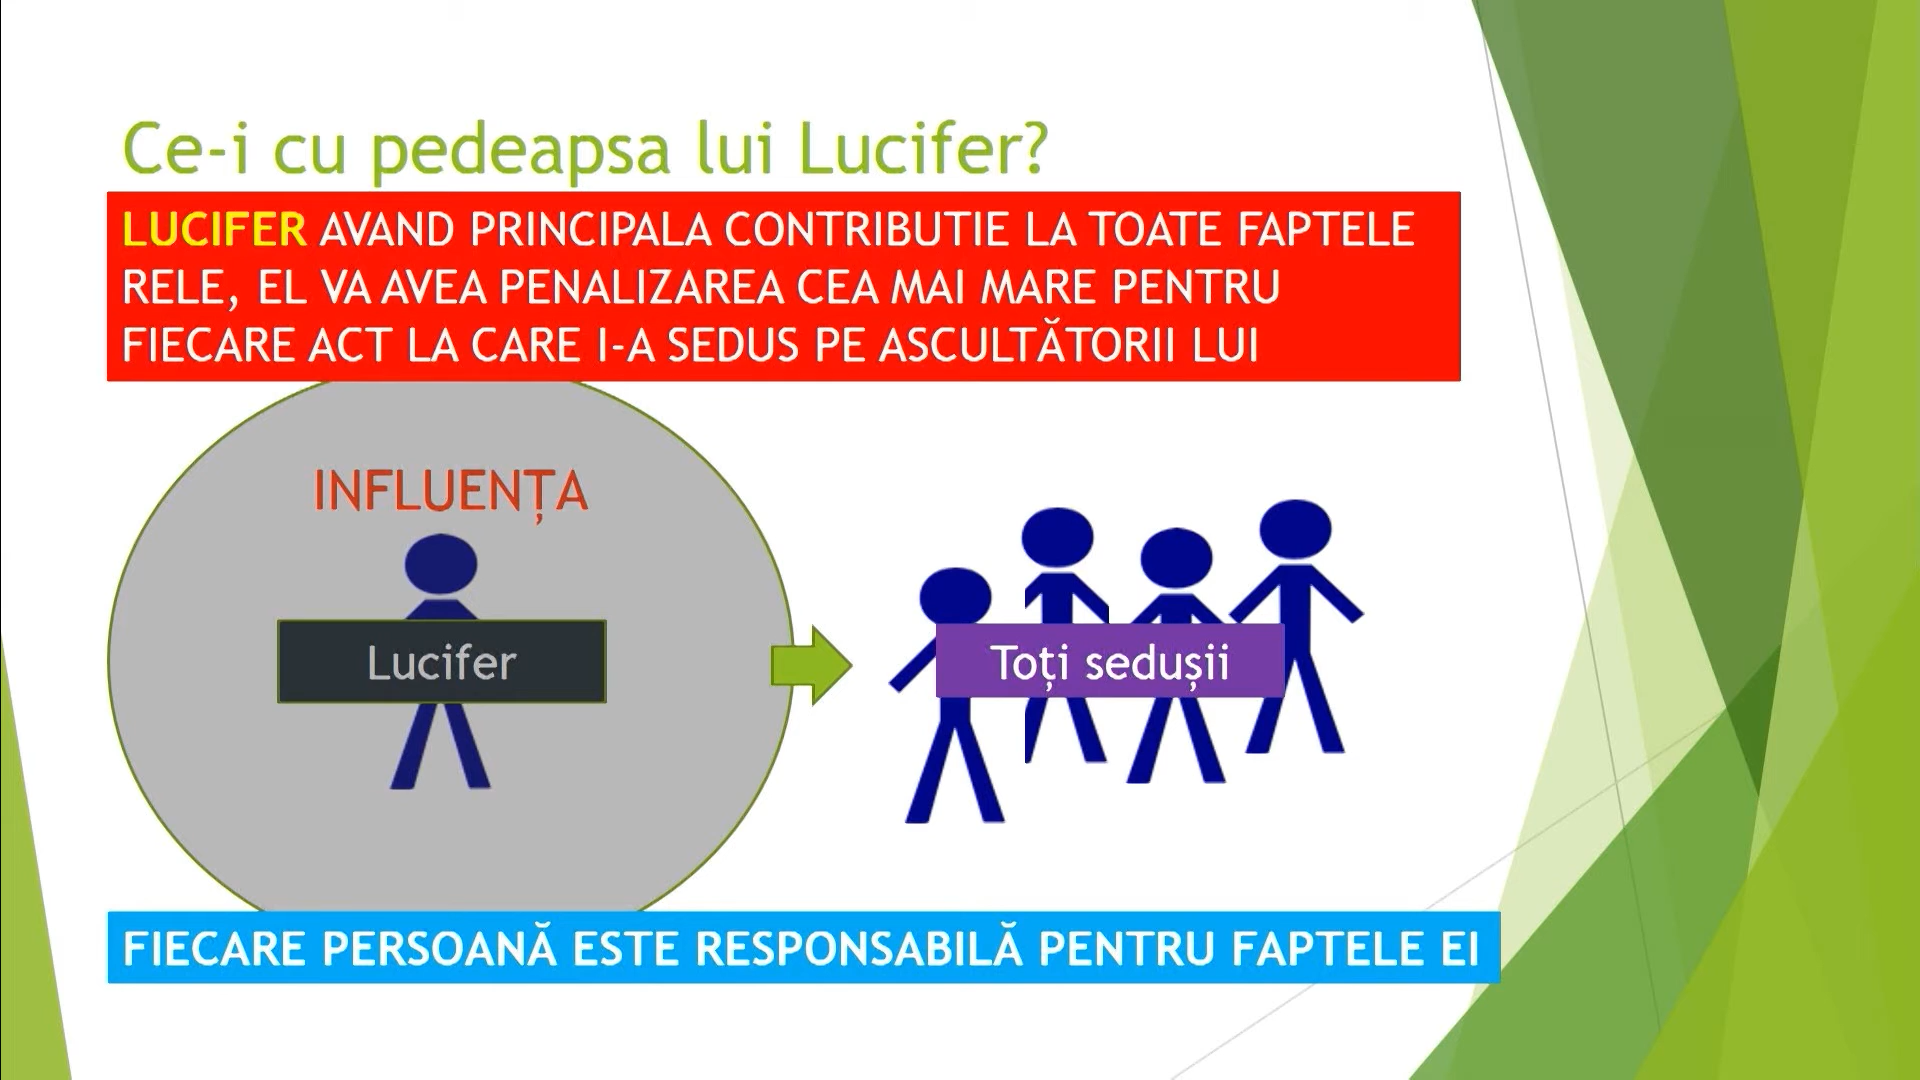 Ce-i cu pedeapsa lui Lucifer?
LUCIFER AVAND PRINCIPALA CONTRIBUTIE LA TOATE FAPTELE
RELE, EL VA AVEA PENALIZAREA CEA MAI MARE PENTRU
FIECARE ACT LA CARE I-A SEDUS PE ASCULTĂTORII LUI
INFLUENȚA
Lucifer
Toți sedușii
FIECARE PERSOANĂ ESTE RESPONSABILĂ PENTRU FAPTELE EI